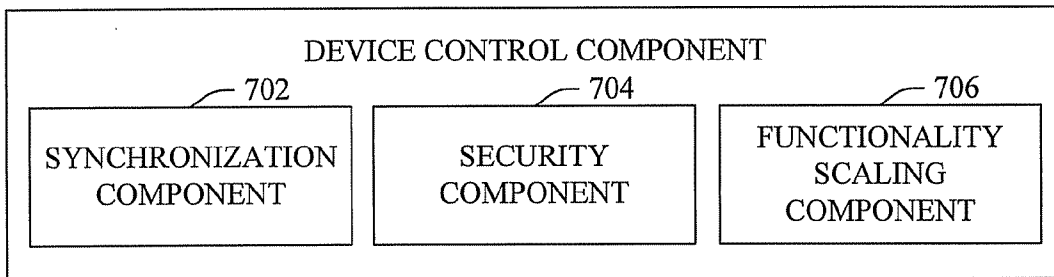 DEVICE CONTROL COMPONENT
702
704
706
SYNCHRONIZATION
COMPONENT
SECURITY
COMPONENT
FUNCTIONALITY
SCALING
COMPONENT